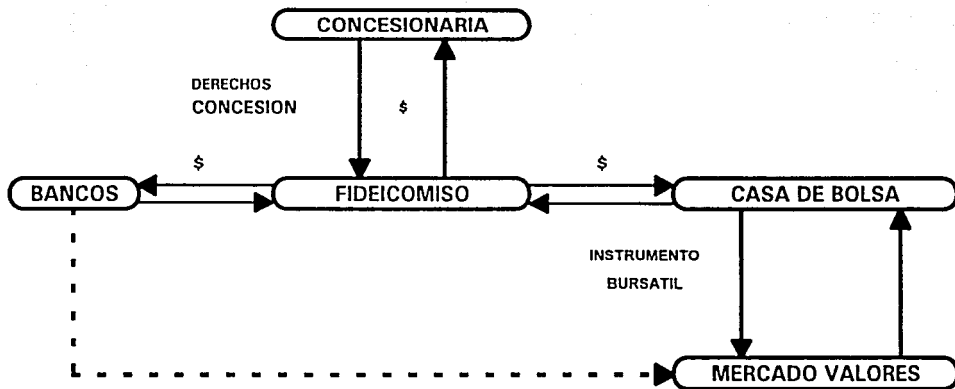 CONCESIONARIA
DERECHOS
CONCESION
$
$
$
BANCOS
FIDEICOMISO
CASA DE BOLSA
INSTRUMENTO
BURSATIL
MERCADO VALORES